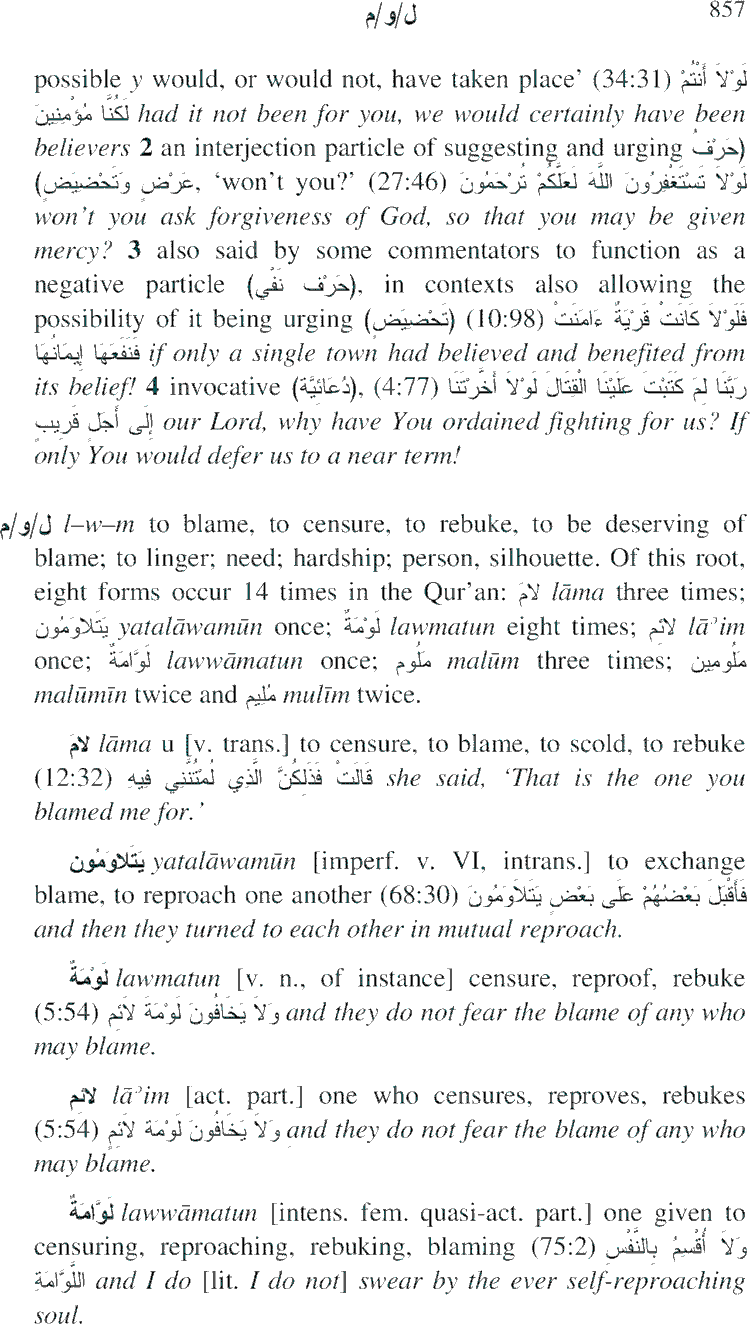 ل/و/م 857
possible y would, or would not, have taken place’ (34:31) لَوْلَا أَنْتُمْ
لَكُنَّا مُؤْمِنِينَ had it not been for you, we would certainly have been
believers 2 an interjection particle of suggesting and urging (حَرْفُ
عَرْضٍ وَتَحْضِيضٍ), ‘won’t you?’ (27:46) لَوْلَا تَسْتَغْفِرُونَ اللَّهَ لَعَلَّكُمْ تُرْحَمُونَ
won’t you ask forgiveness of God, so that you may be given
mercy? 3 also said by some commentators to function as a
negative particle (حَرْف نَفْي), in contexts also allowing the
possibility of it being urging (تَحْضِيض) (10:98) فَلَوْلَا كَانَتْ قَرْيَةٌ ءَامَنَتْ
فَنَفَعَهَا إِيمَانُهَا if only a single town had believed and benefited from
its belief! 4 invocative (دُعَائِيَّة), (4:77) رَبَّنَا لِمَ كَتَبْتَ عَلَيْنَا الْقِتَالَ لَوْلَا أَخَّرْتَنَا
إِلَى أَجَلٍ قَرِيبٍ our Lord, why have You ordained fighting for us? If
only You would defer us to a near term!
ل/و/م l–w–m to blame, to censure, to rebuke, to be deserving of
blame; to linger; need; hardship; person, silhouette. Of this root,
eight forms occur 14 times in the Qur’an: لَامَ lāma three times;
يَتَلَاوَمُون yatalāwamūn once; لَوْمَةٌ lawmatun eight times; لَائِم lāʾim
once; لَوَّامَةٌ lawwāmatun once; مَلُوم malūm three times; مَلُومِين
malūmīn twice and مُلِيم mulīm twice.
لَامَ lāma u [v. trans.] to censure, to blame, to scold, to rebuke
(12:32) قَالَتْ فَذَلِكُنَّ الَّذِي لُمْتُنَّنِي فِيهِ she said, ‘That is the one you
blamed me for.’
يَتَلَاوَمُون yatalāwamūn [imperf. v. VI, intrans.] to exchange
blame, to reproach one another (68:30) فَأَقْبَلَ بَعْضُهُمْ عَلَى بَعْضٍ يَتَلَاوَمُونَ
and then they turned to each other in mutual reproach.
لَوْمَةٌ lawmatun [v. n., of instance] censure, reproof, rebuke
(5:54) وَلَا يَخَافُونَ لَوْمَةَ لَائِمٍ and they do not fear the blame of any who
may blame.
لَائِم lāʾim [act. part.] one who censures, reproves, rebukes
(5:54) وَلَا يَخَافُونَ لَوْمَةَ لَائِمٍ and they do not fear the blame of any who
may blame.
لَوَّامَةٌ lawwāmatun [intens. fem. quasi-act. part.] one given to
censuring, reproaching, rebuking, blaming (75:2) وَلَا أُقْسِمُ بِالنَّفْسِ
اللَّوَّامَةِ and I do [lit. I do not] swear by the ever self-reproaching
soul.